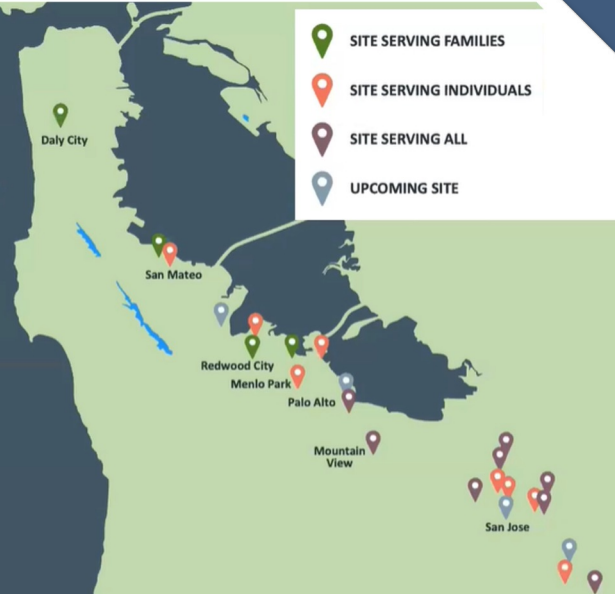 SITE SERVING FAMILIES
SITE SERVING INDIVIDUALS
SITE SERVING ALL
UPCOMING SITE
Daly City
San Mateo
Redwood City
Menlo Park
Palo Alto
Mountain
View
San Jose